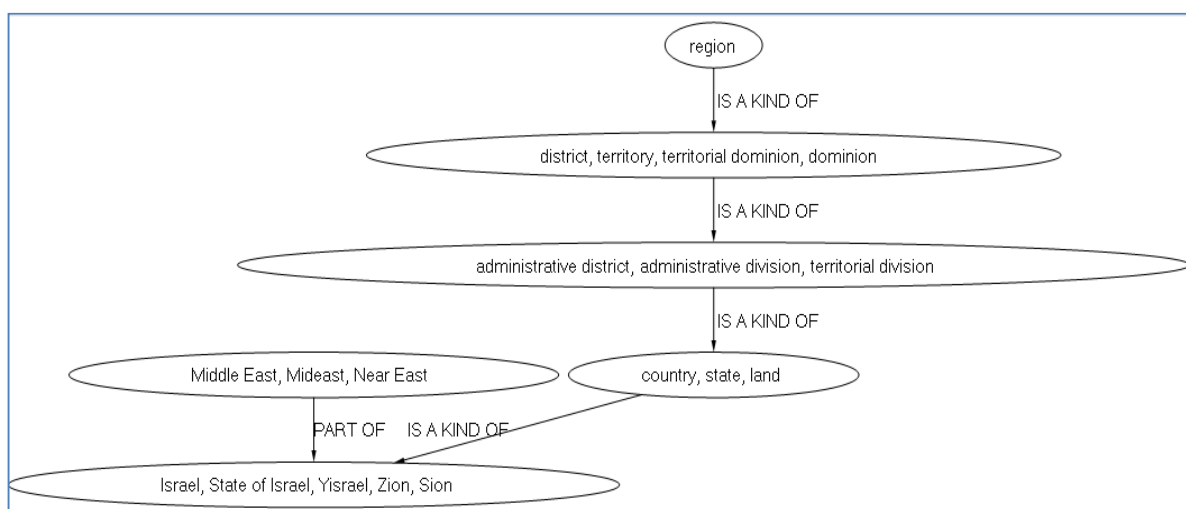 region
IS A KIND OF
district, territory, territorial dominion, dominion
IS A KIND OF
administrative district, administrative division, territorial division
IS A KIND OF
Middle East, Mideast, Near East
country, state, land
PART OF
IS A KIND OF
Israel, State of Israel, Yisrael, Zion, Sion